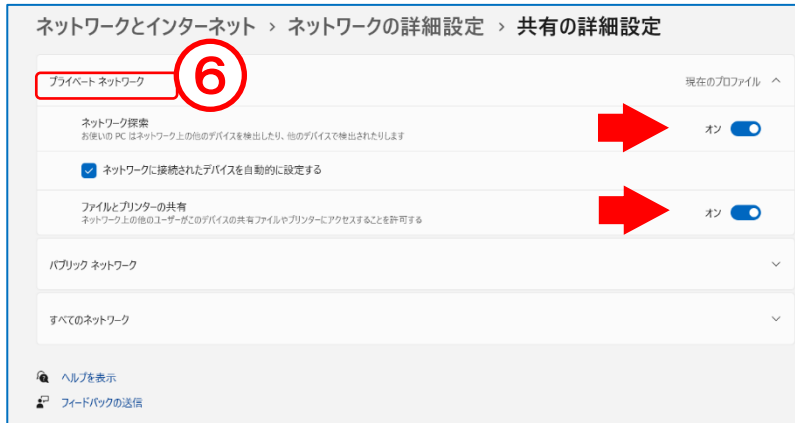 ネットワークとインターネット > ネットワークの詳細設定 > 共有の詳細設定
プライベート ネットワーク
⑥
現在のプロファイル
ネットワーク探索
お使いの PC はネットワーク上の他のデバイスを検出したり、他のデバイスで検出されたりします
オン
ネットワークに接続されたデバイスを自動的に設定する
ファイルとプリンターの共有
ネットワーク上の他のユーザーがこのデバイスの共有ファイルやプリンターにアクセスすることを許可する
オン
パブリック ネットワーク
すべてのネットワーク
ヘルプを表示
フィードバックの送信